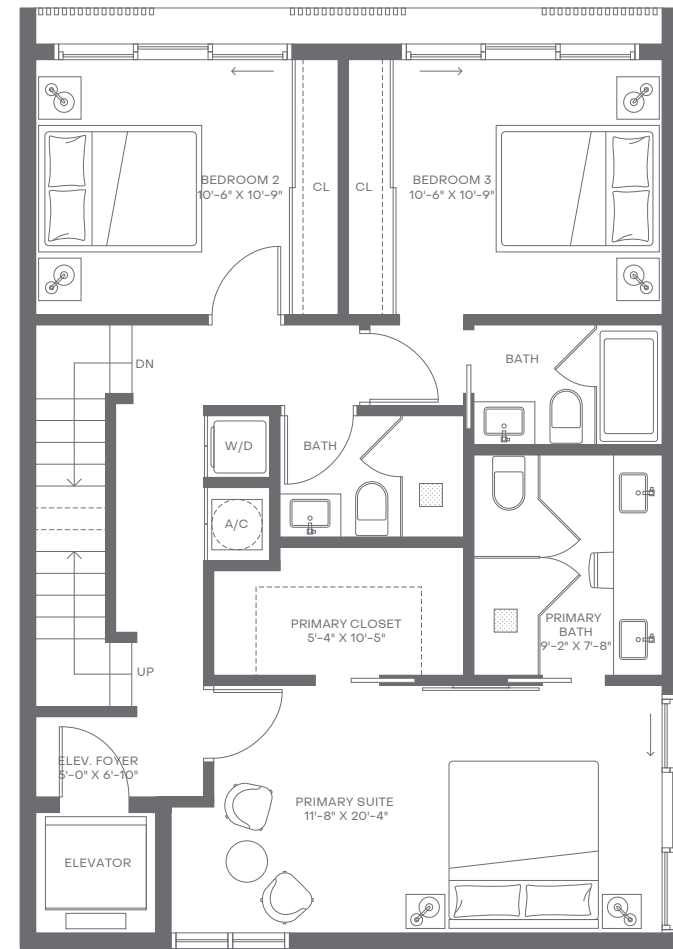 BEDROOM 2
10'-6" X 10'-9"
CL
CL
BEDROOM 3
10'-6" X 10'-9"
DN
BATH
W/D
BATH
A/C
PRIMARY CLOSET
5'-4" X 10'-5"
PRIMARY
BATH
9'-2" X 7'-8"
UP
ELEV. FOYER
5'-0" X 6'-10"
PRIMARY SUITE
11'-8" X 20'-4"
ELEVATOR